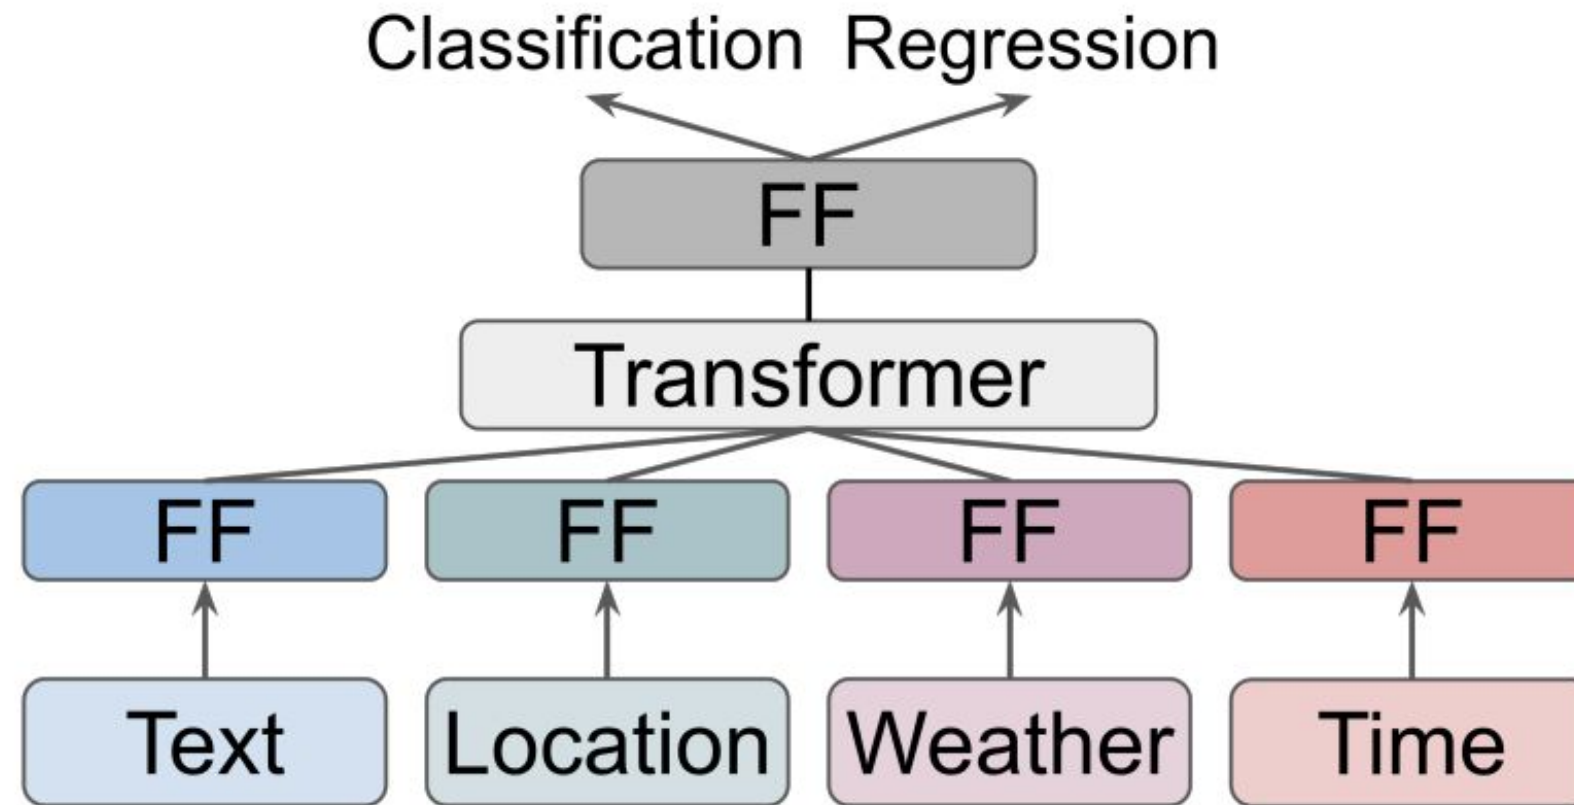 Classification Regression
FF
Transformer
FF FF FF FF
Text Location Weather Time